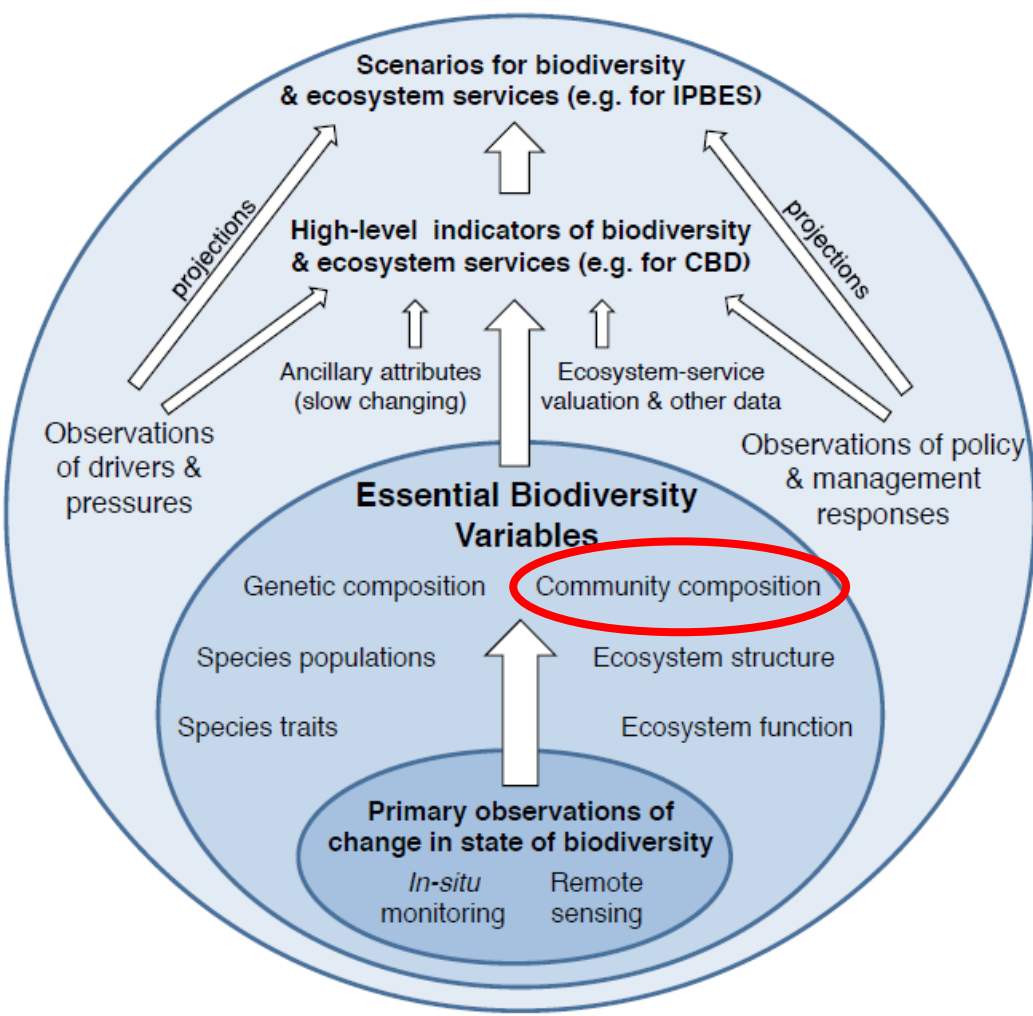 Scenarios for biodiversity
& ecosystem services (e.g. for IPBES)
projections
projections
High-level indicators of biodiversity
& ecosystem services (e.g. for CBD)
Ancillary attributes
(slow changing)
Ecosystem-service
valuation & other data
Observations
of drivers &
pressures
Observations of policy
& management
responses
Essential Biodiversity
Variables
Genetic composition
Community composition
Species populations
Ecosystem structure
Species traits
Ecosystem function
Primary observations of
change in state of biodiversity
In-situ
monitoring
Remote
sensing